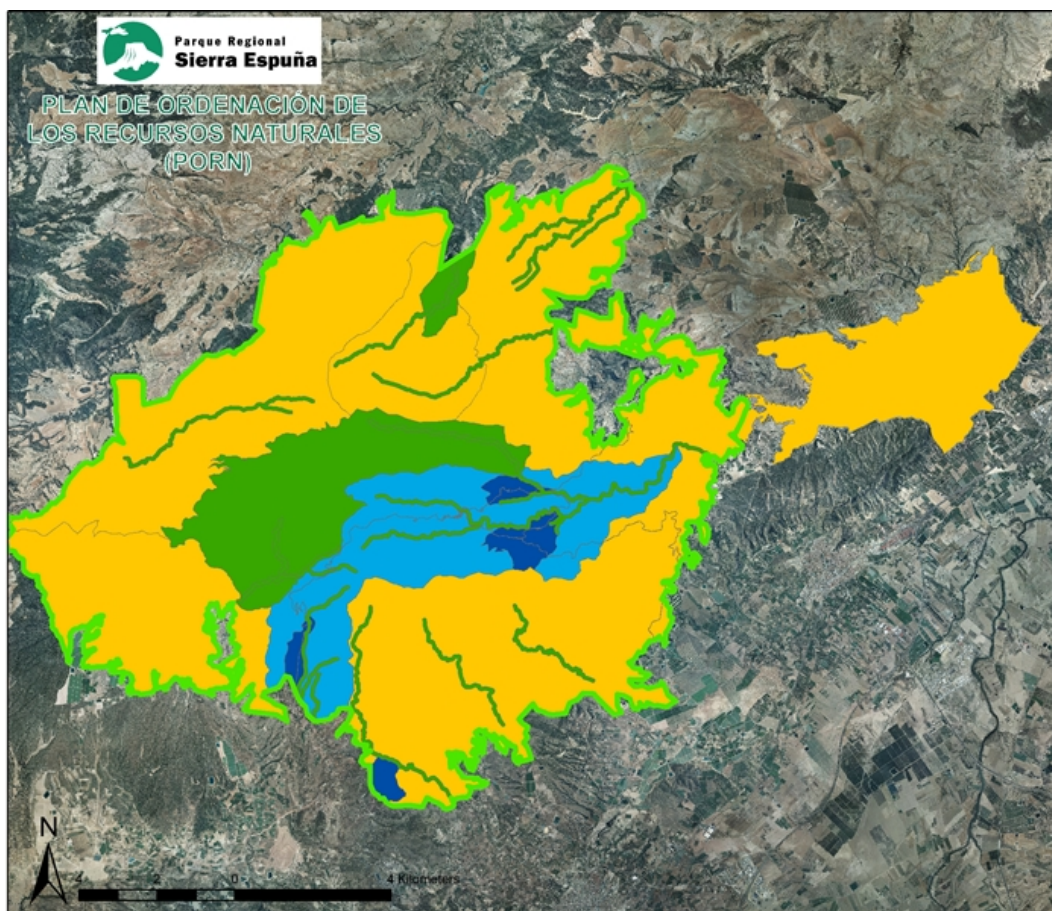 Parque Regional
Sierra Espuña
PLAN DE ORDENACIÓN DE
LOS RECURSOS NATURALES
(PORN)
N
4 2 0 4 Kilometers